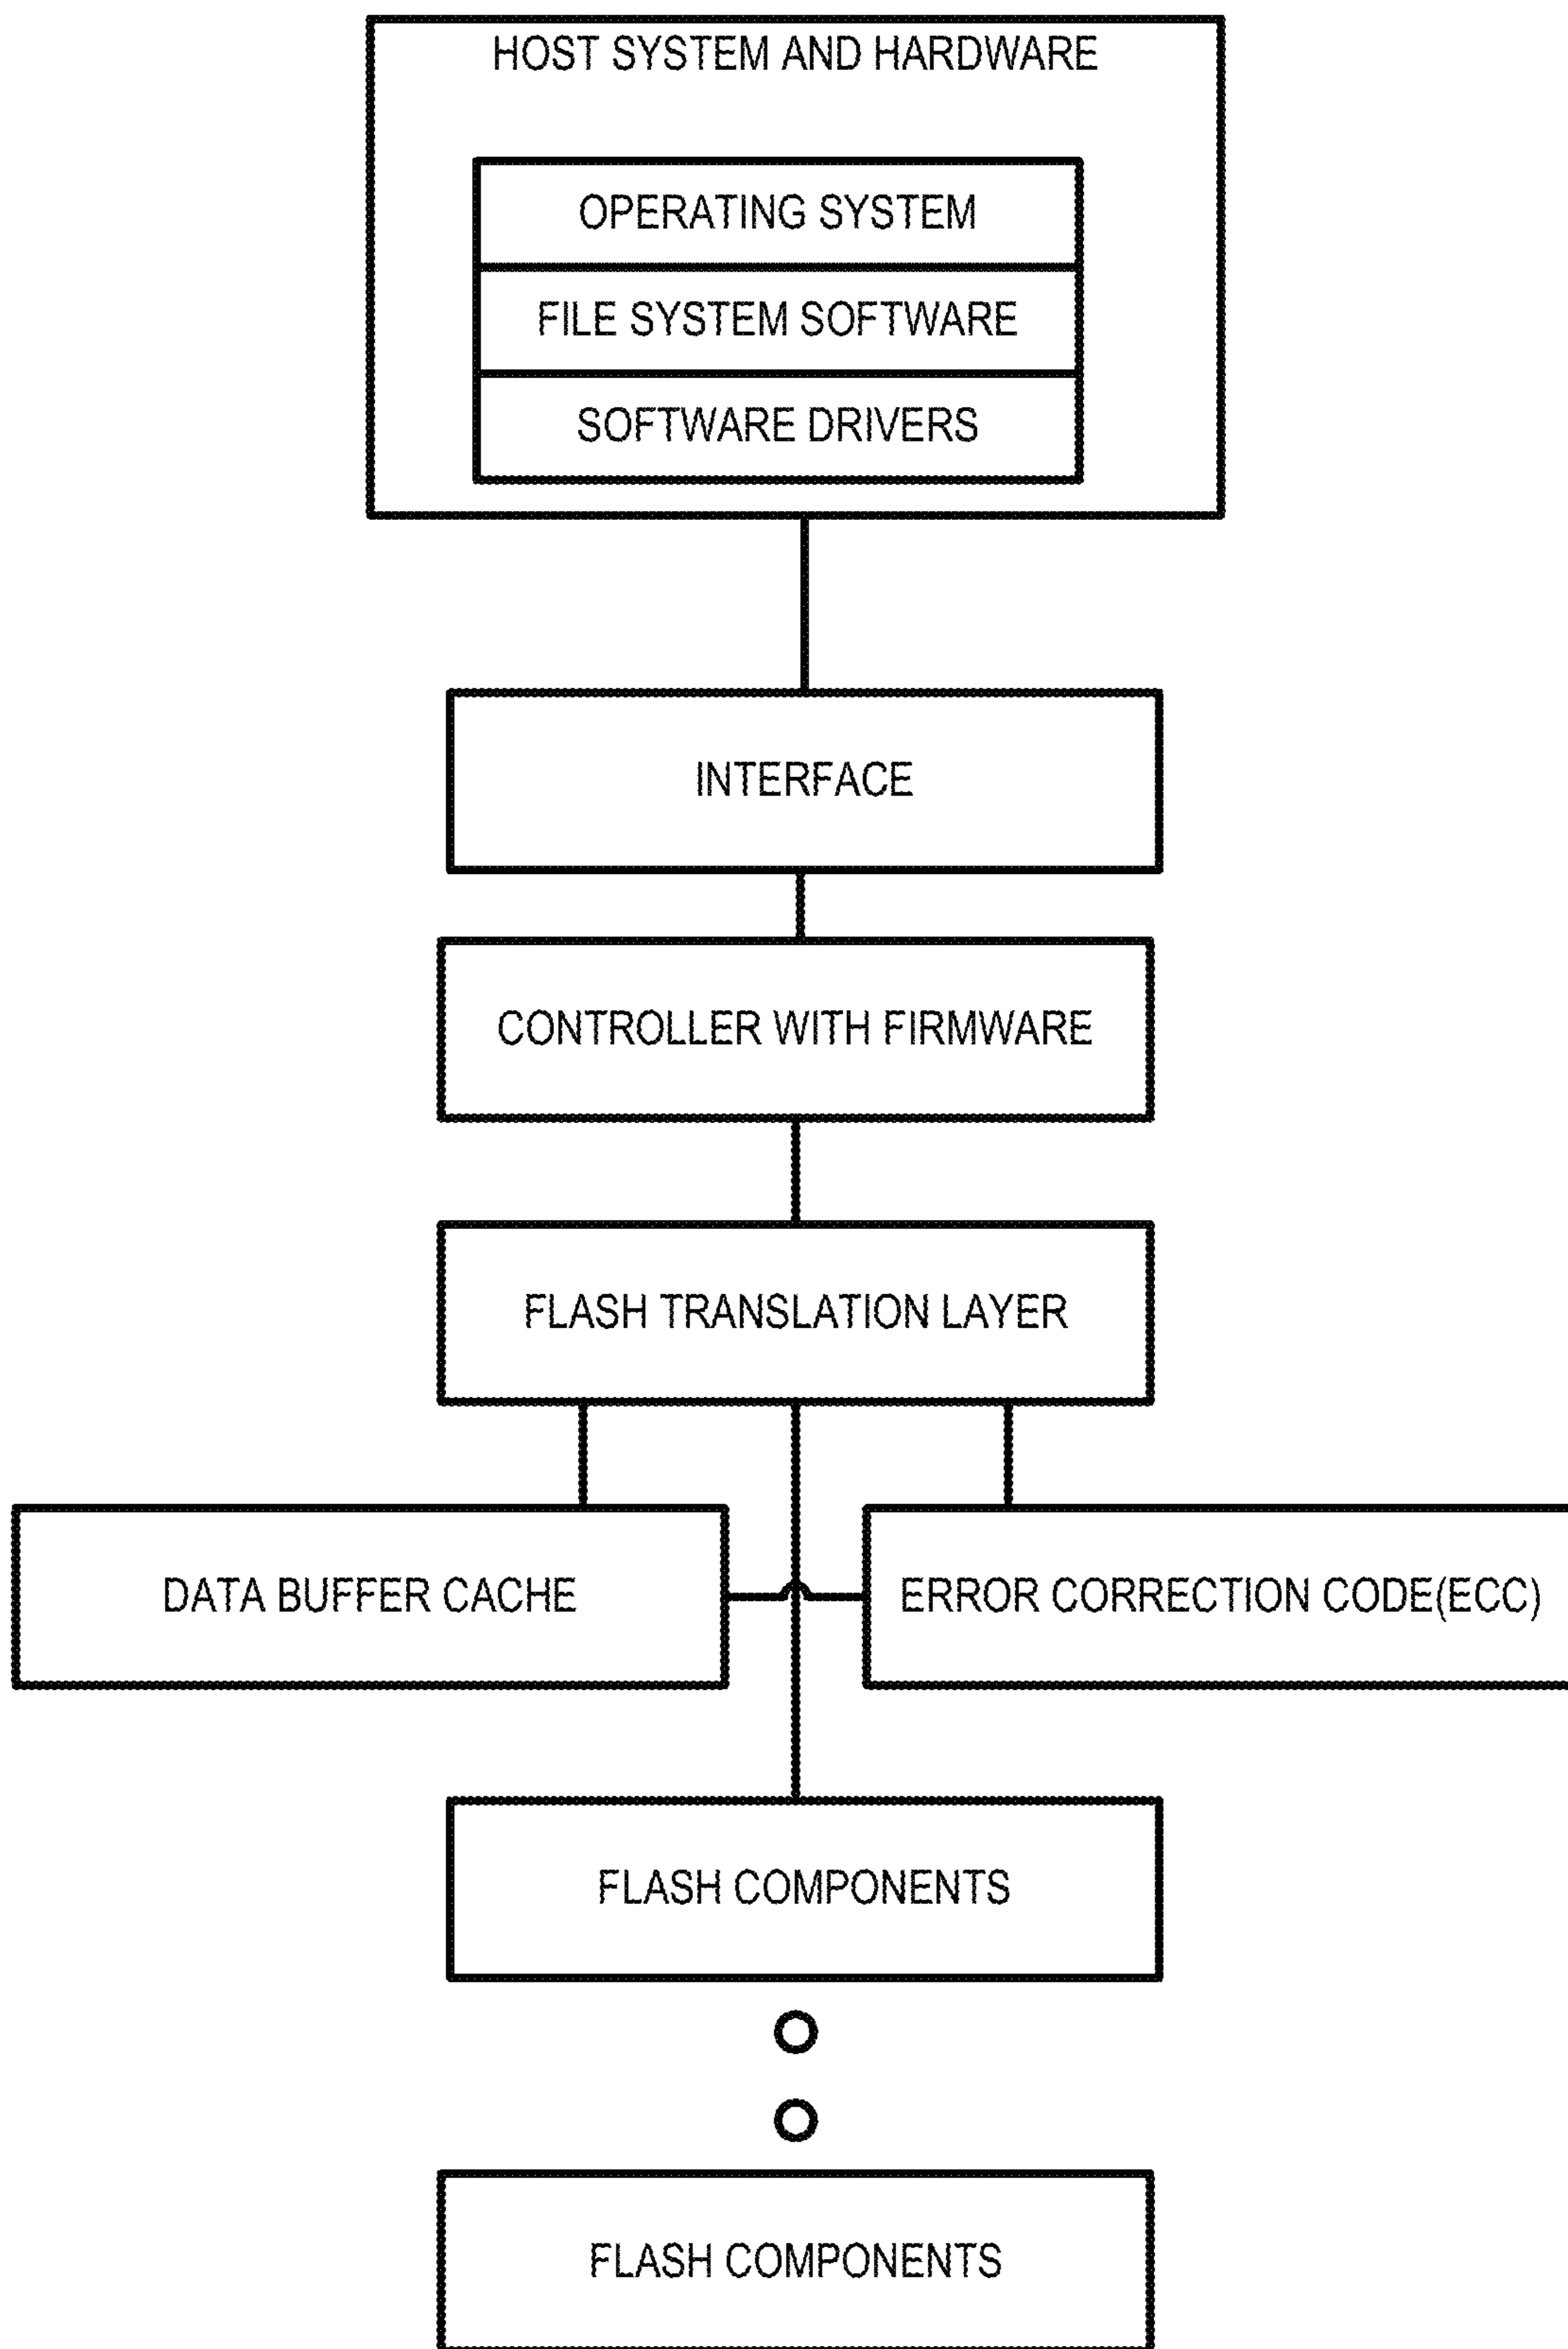 HOST SYSTEM AND HARDWARE
OPERATING SYSTEM
FILE SYSTEM SOFTWARE
SOFTWARE DRIVERS
INTERFACE
CONTROLLER WITH FIRMWARE
FLASH TRANSLATION LAYER
DATA BUFFER CACHE
ERROR CORRECTION CODE(ECC)
FLASH COMPONENTS
FLASH COMPONENTS